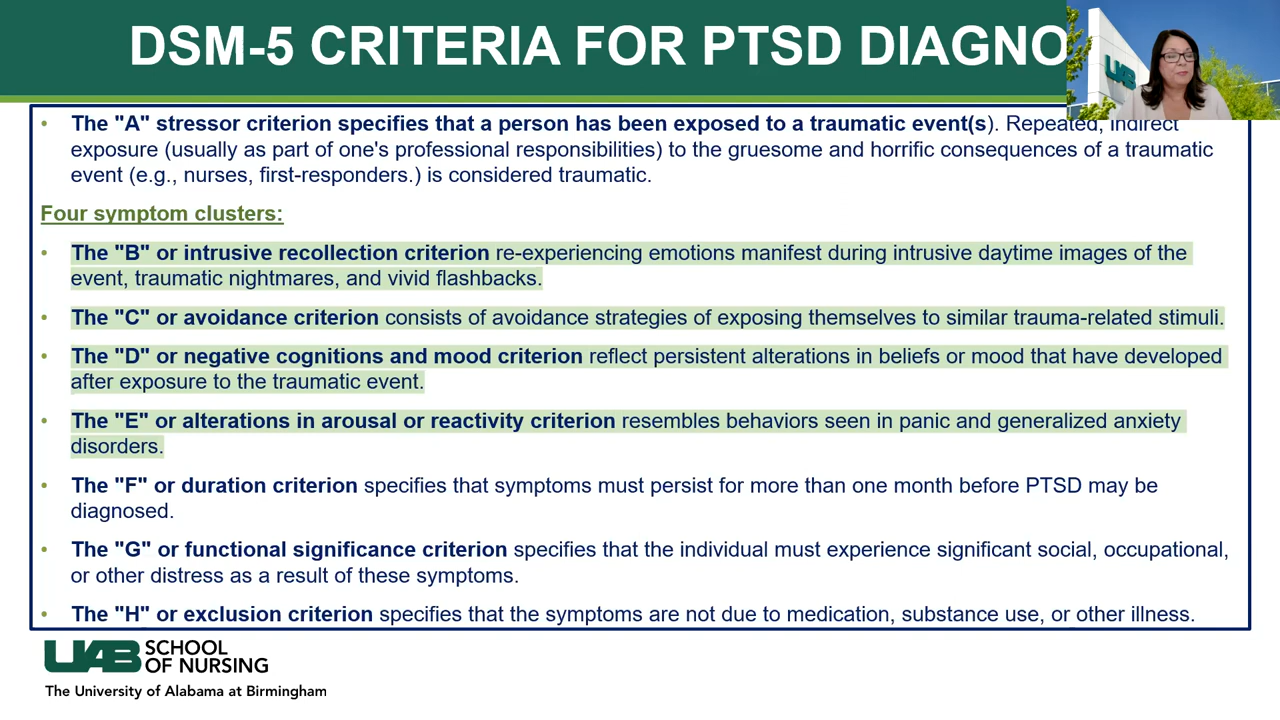 DSM-5 CRITERIA FOR PTSD DIAGNO
UAB
• The "A" stressor criterion specifies that a person has been exposed to a traumatic event(s). Repeated, indirect
exposure (usually as part of one's professional responsibilities) to the gruesome and horrific consequences of a traumatic
event (e.g., nurses, first-responders.) is considered traumatic.
Four symptom clusters:
• The "B" or intrusive recollection criterion re-experiencing emotions manifest during intrusive daytime images of the
event, traumatic nightmares, and vivid flashbacks.
• The "C" or avoidance criterion consists of avoidance strategies of exposing themselves to similar trauma-related stimuli.
• The "D" or negative cognitions and mood criterion reflect persistent alterations in beliefs or mood that have developed
after exposure to the traumatic event.
• The "E" or alterations in arousal or reactivity criterion resembles behaviors seen in panic and generalized anxiety
disorders.
• The "F" or duration criterion specifies that symptoms must persist for more than one month before PTSD may be
diagnosed.
• The "G" or functional significance criterion specifies that the individual must experience significant social, occupational,
or other distress as a result of these symptoms.
• The "H" or exclusion criterion specifies that the symptoms are not due to medication, substance use, or other illness.
UAB SCHOOL
OF NURSING
The University of Alabama at Birmingham